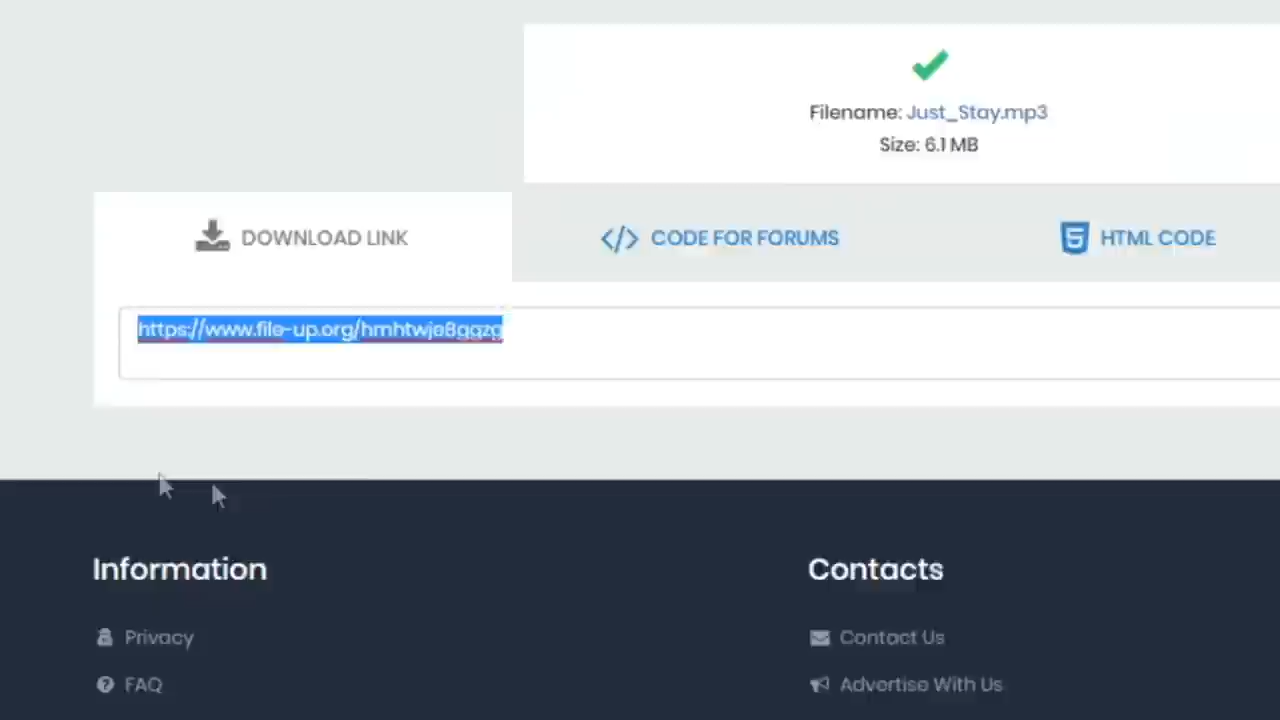 Filename: Just_Stay.mp3
Size: 6.1 MB
DOWNLOAD LINK
CODE FOR FORUMS
HTML CODE
Information
Contacts
Privacy
Contact Us
FAQ
Advertise With Us